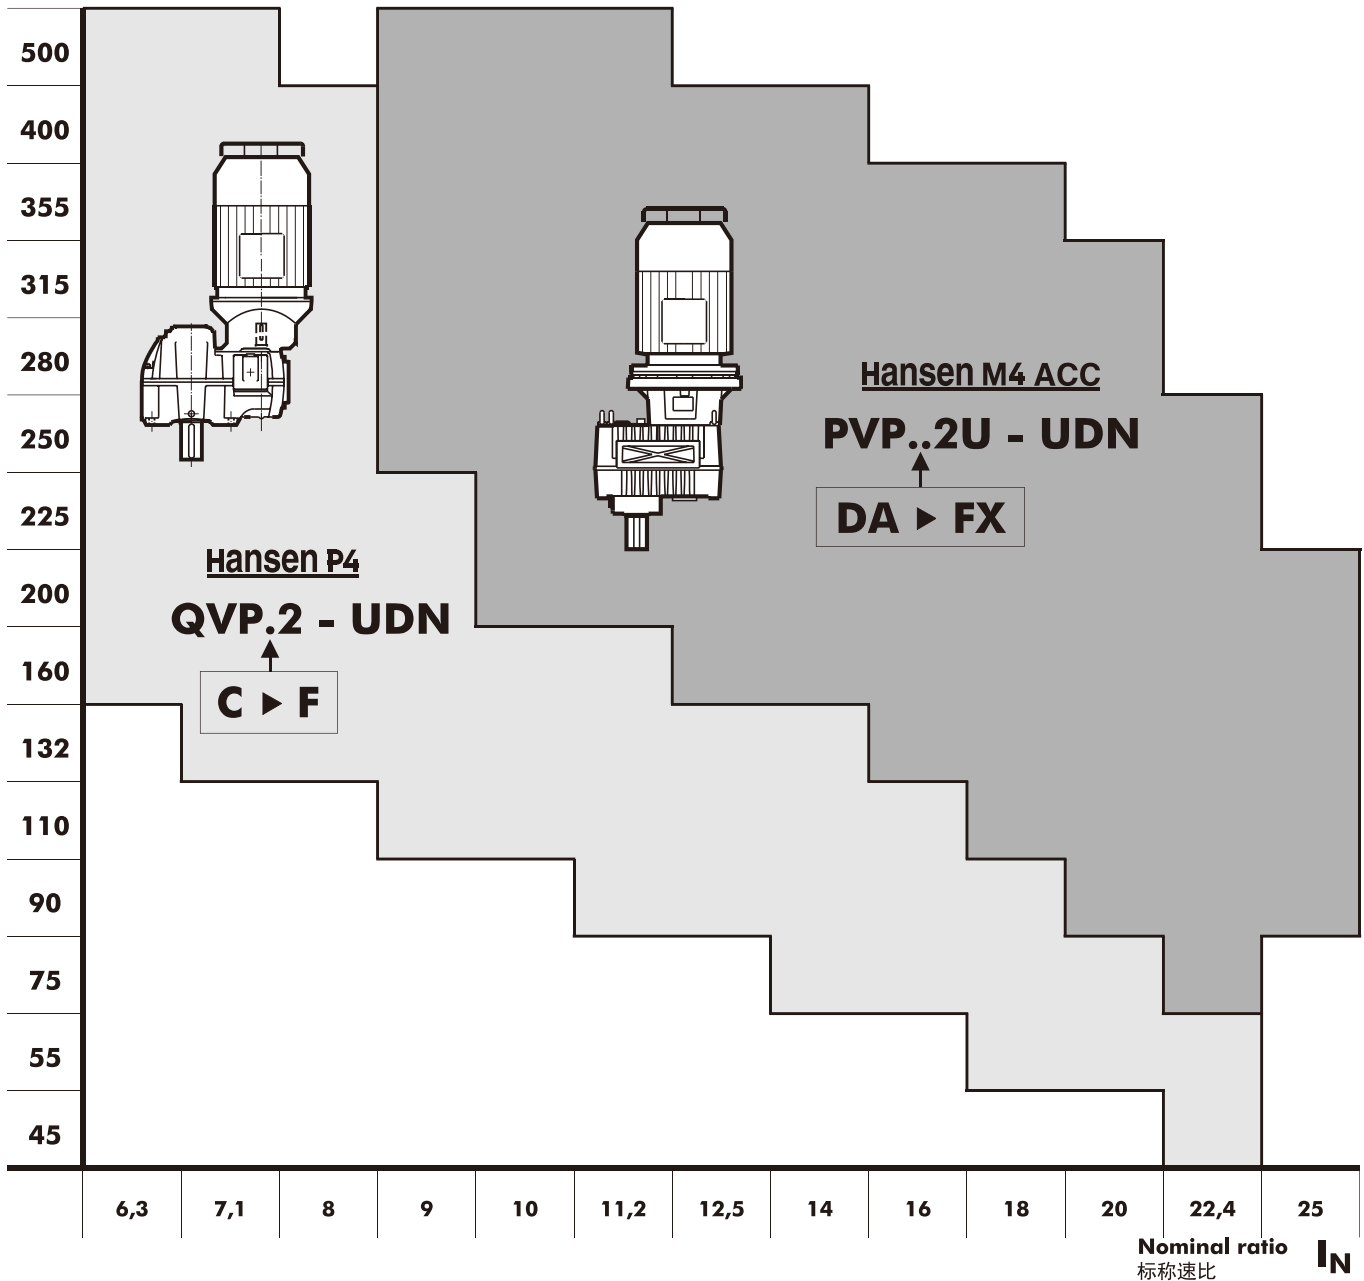 500
400
355
315
280
250
225
200
160
132
110
90
75
55
45
Hansen P4
QVP.2 - UDN
C ► F
Hansen M4 ACC
PVP..2U - UDN
DA ► FX
6,3 7,1 8 9 10 11,2 12,5 14 16 18 20 22,4 25
Nominal ratio IN
标称速比